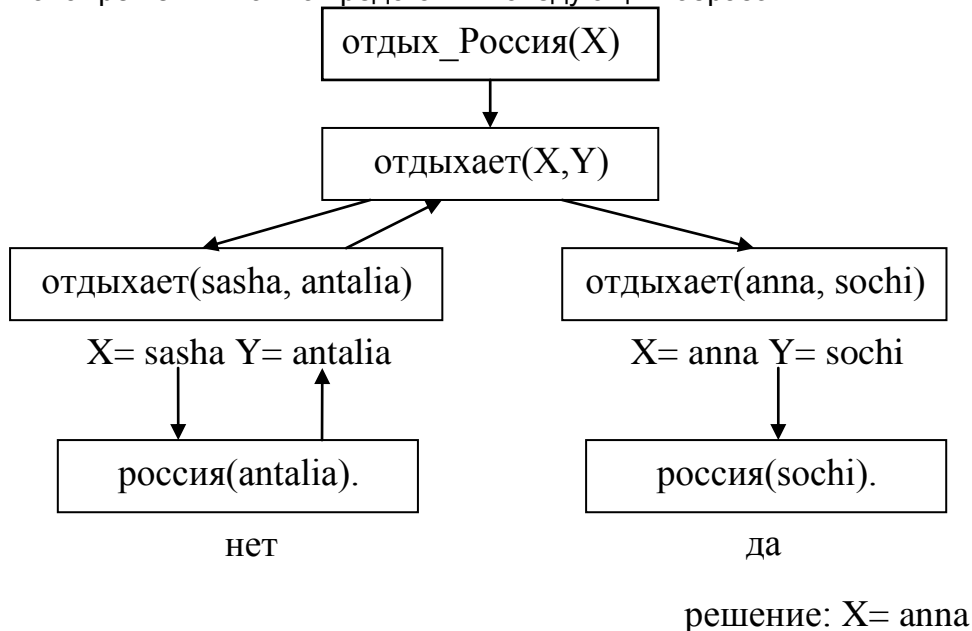 отдых_Россия(X)
отдыхает(X,Y)
отдыхает(sasha, antalia)
отдыхает(anna, sochi)
X= sasha Y= antalia
X= anna Y= sochi
россия(antalia).
россия(sochi).
нет
да
решение: X= anna